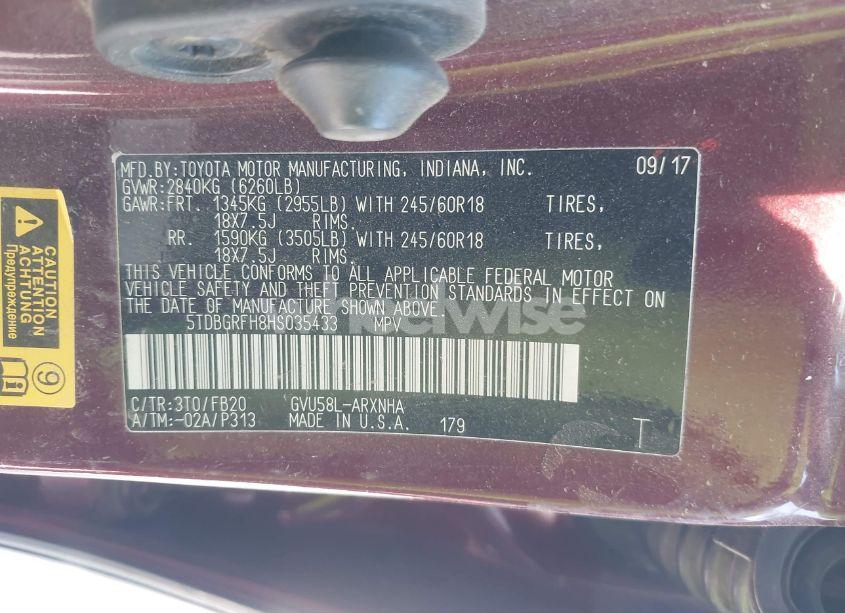 MFD.BY:TOYOTA MOTOR MANUFACTURING, INDIANA, INC. 09/17
GVWR:2840KG (6260LB)
GAWR:FRT. 1345KG (2955LB) WITH 245/60R18 TIRES,
18X7.5J RIMS.
RR. 1590KG (3505LB) WITH 245/60R18 TIRES,
18X7.5J RIMS.
THIS VEHICLE CONFORMS TO ALL APPLICABLE FEDERAL MOTOR
VEHICLE SAFETY AND THEFT PREVENTION STANDARDS IN EFFECT ON
THE DATE OF MANUFACTURE SHOWN ABOVE.
5TDBGRFH8HS035433 MPV
C/TR:3T0/FB20 GVU58L-ARXNHA
A/TM:-02A/P313 MADE IN U.S.A. 179 T
CAUTION
ATTENTION
ACHTUNG
Предупреждение
9